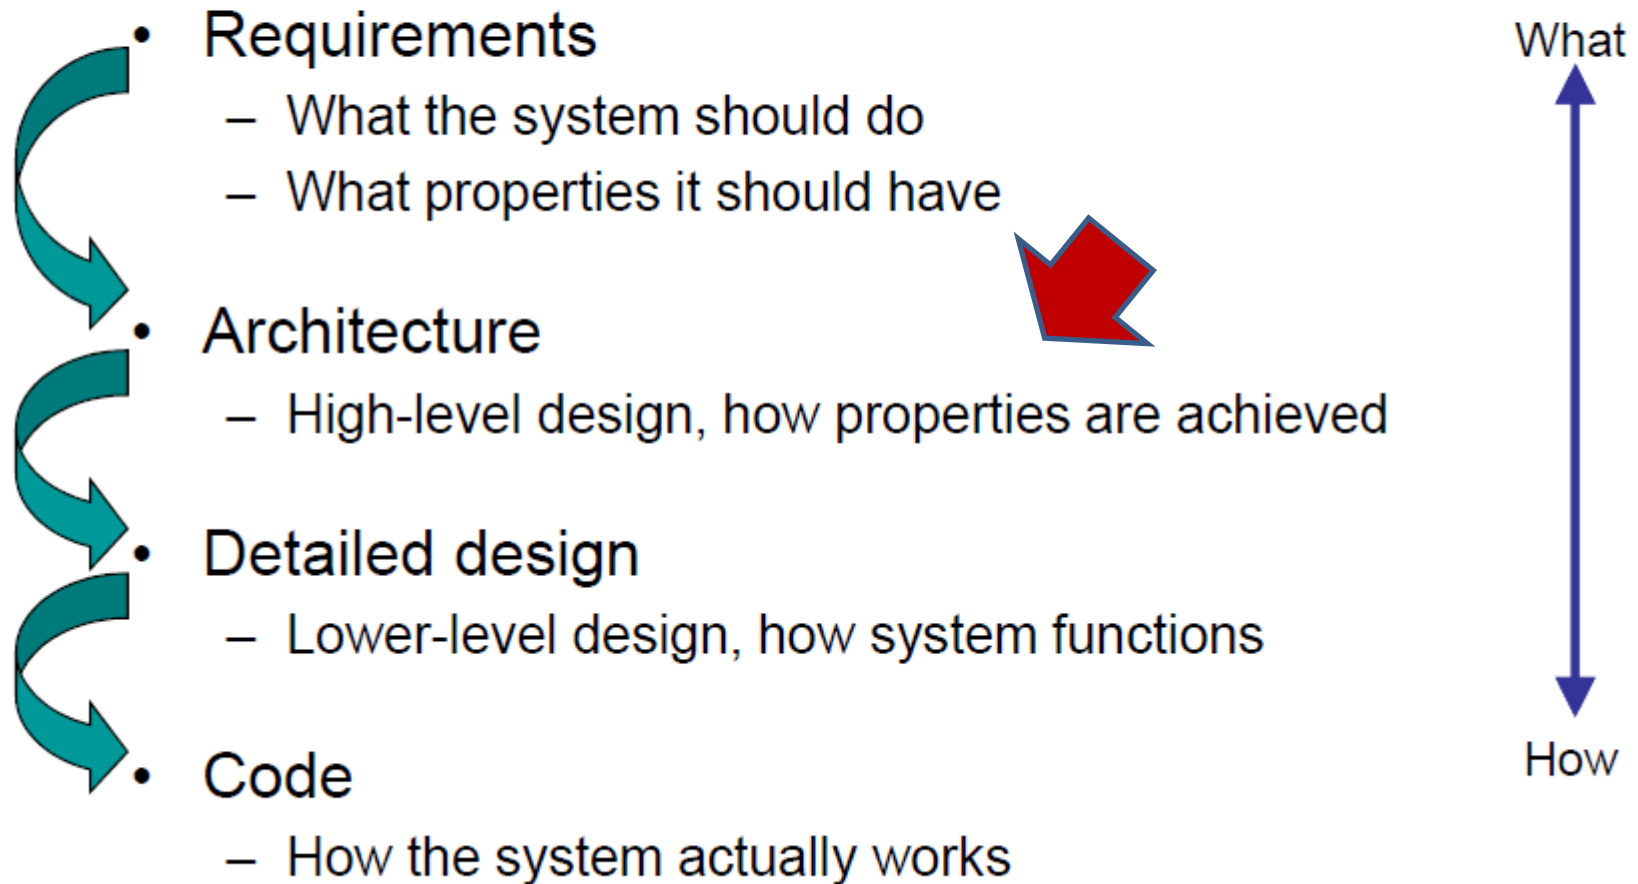 • Requirements
– What the system should do
– What properties it should have
• Architecture
– High-level design, how properties are achieved
• Detailed design
– Lower-level design, how system functions
• Code
– How the system actually works
What
How